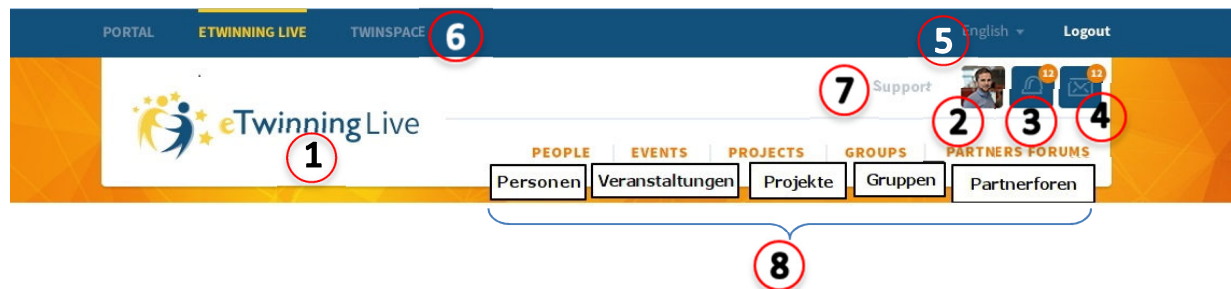 PORTAL ETWINNING LIVE TWINSPACE 6 5 English Logout
7 Support 12 12
2 3 4
eTwinning Live
1
PEOPLE EVENTS PROJECTS GROUPS PARTNERS FORUMS
Personen Veranstaltungen Projekte Gruppen Partnerforen
8